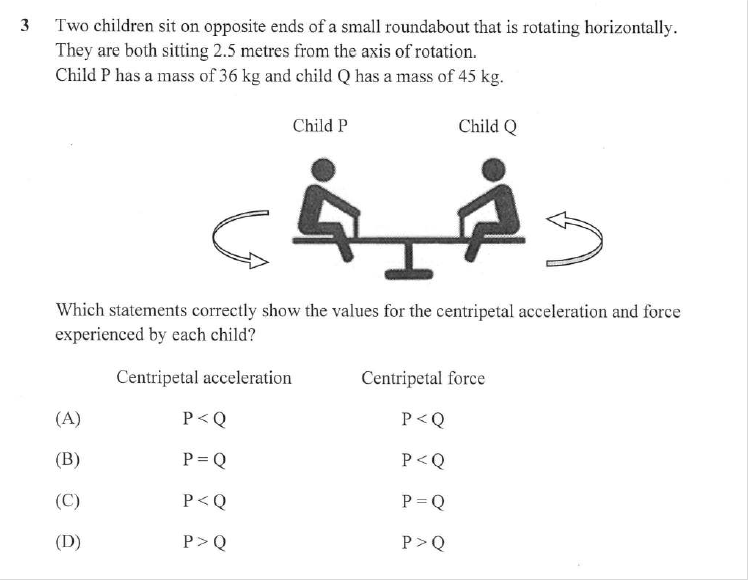 3 Two children sit on opposite ends of a small roundabout that is rotating horizontally.
They are both sitting 2.5 metres from the axis of rotation.
Child P has a mass of 36 kg and child Q has a mass of 45 kg.
Child P Child Q
Which statements correctly show the values for the centripetal acceleration and force
experienced by each child?
Centripetal acceleration Centripetal force
(A) P < Q P < Q
(B) P = Q P < Q
(C) P < Q P = Q
(D) P > Q P > Q